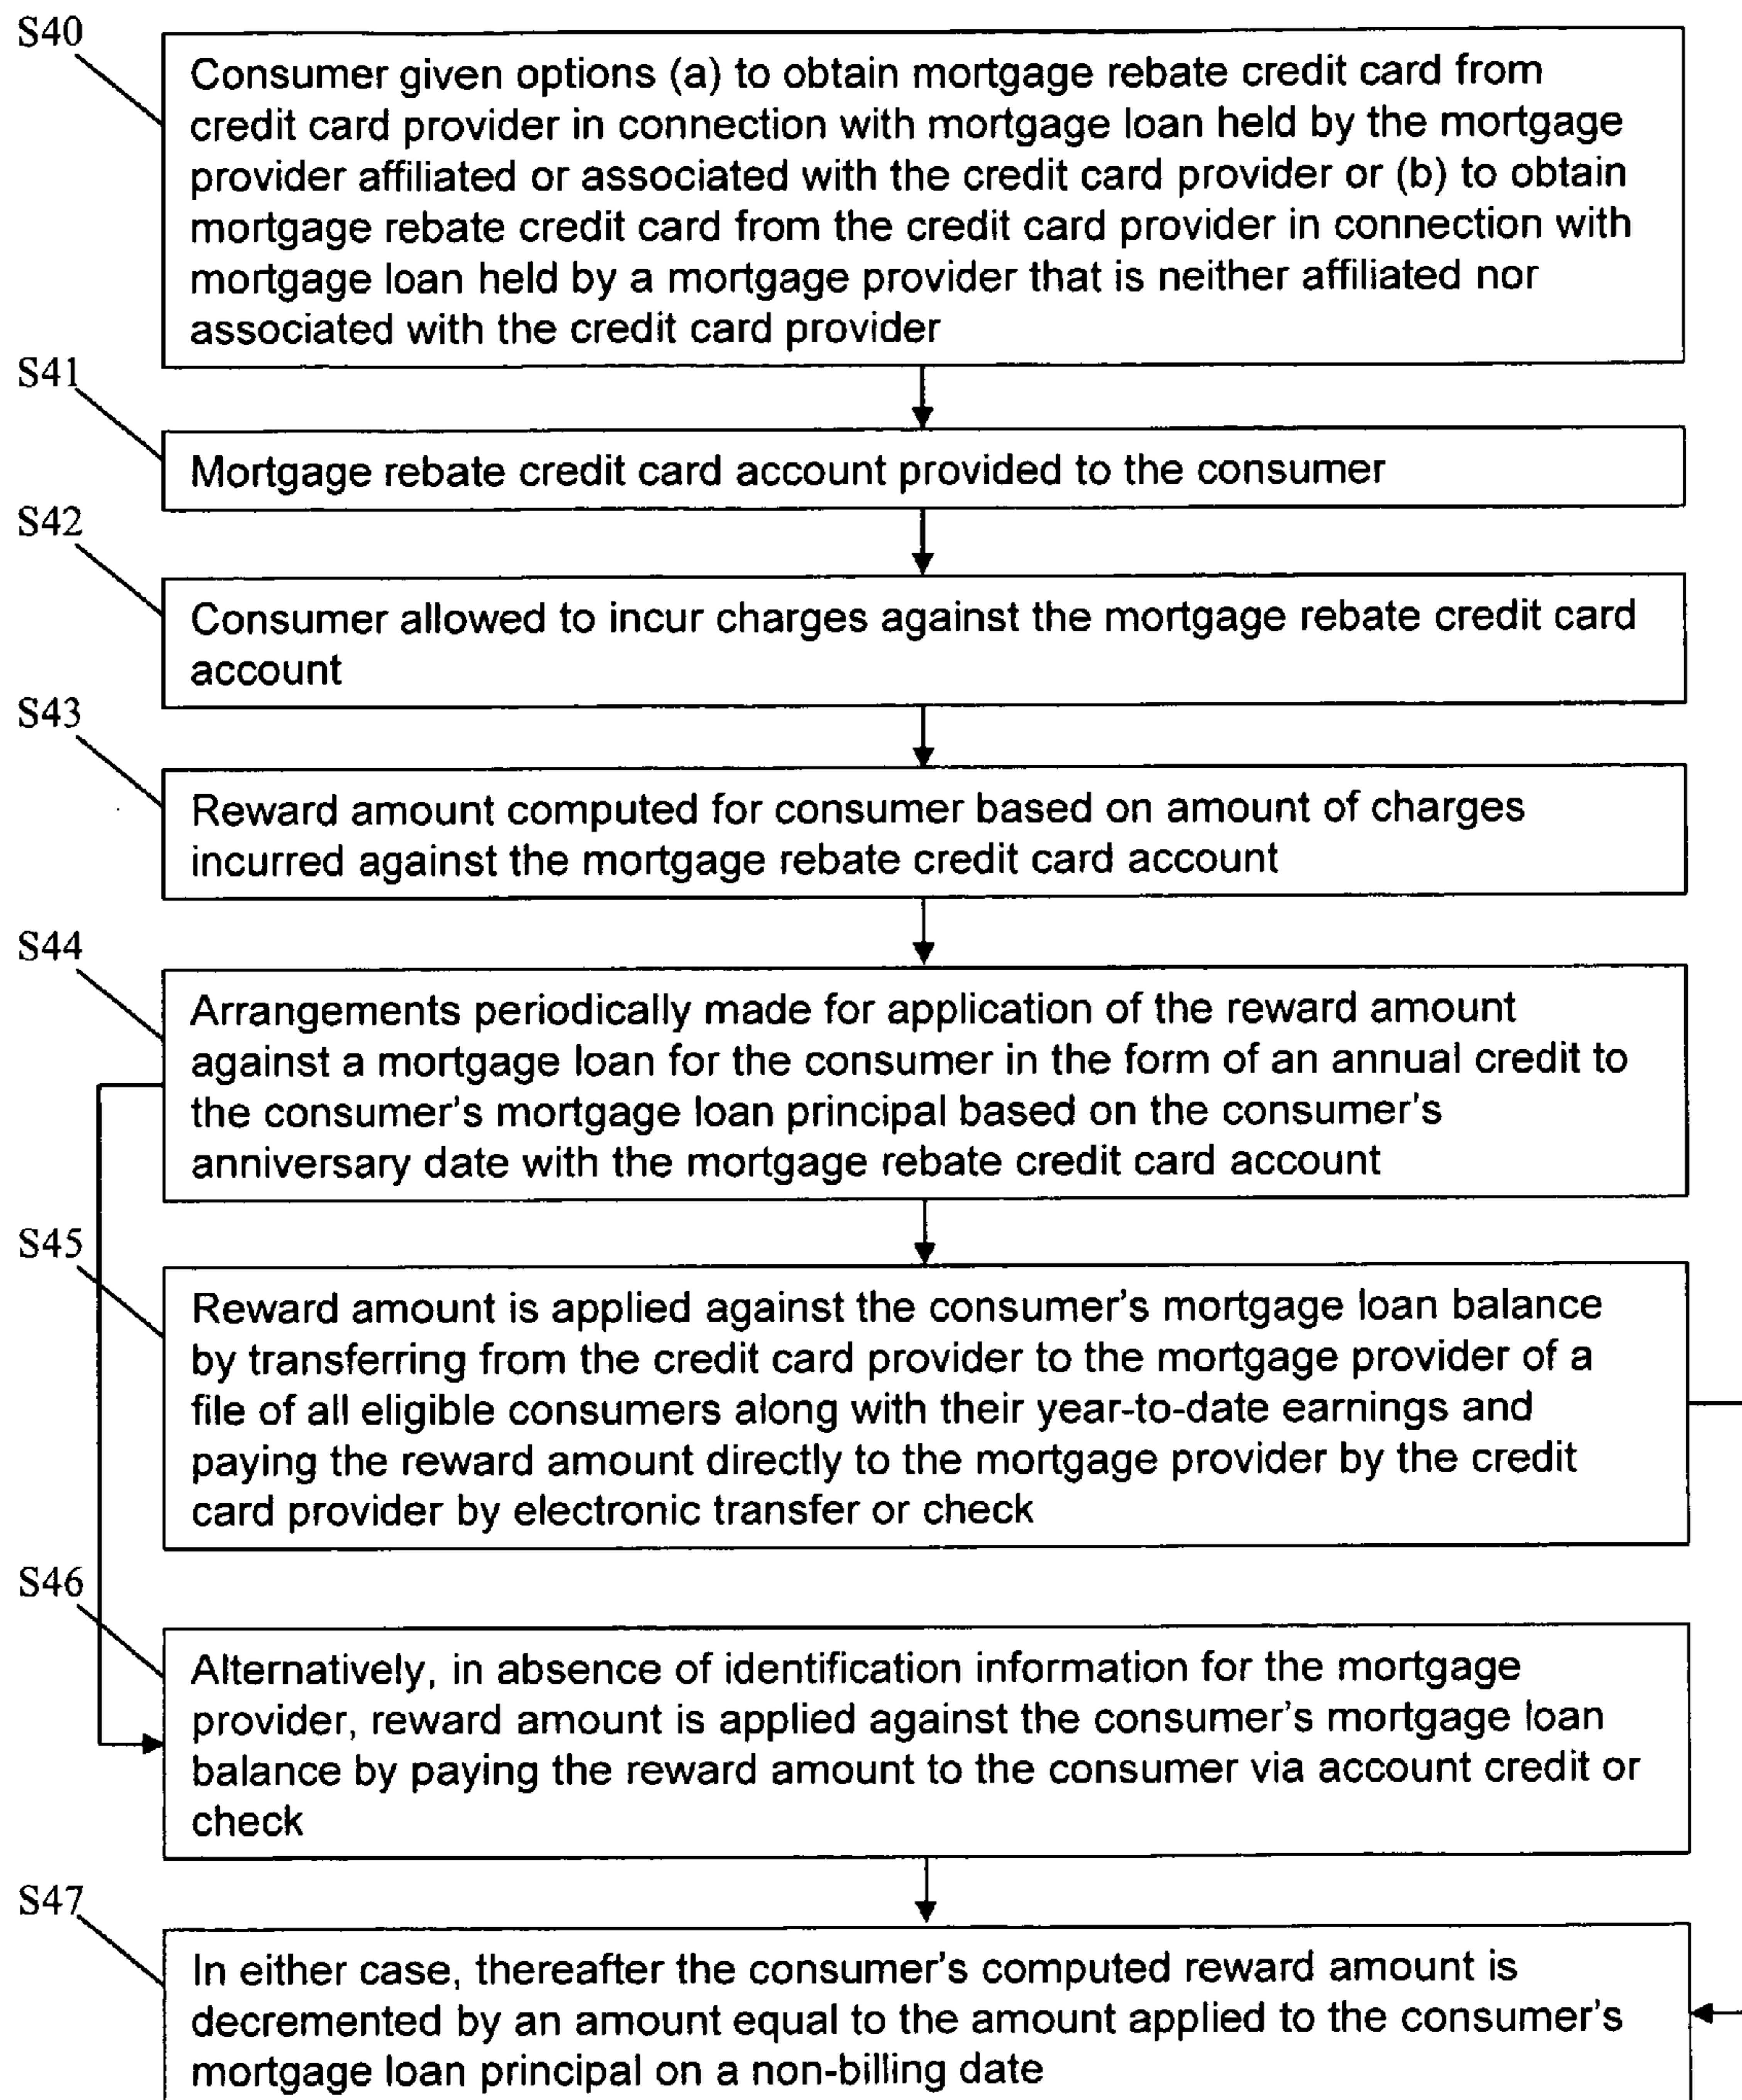 S40
Consumer given options (a) to obtain mortgage rebate credit card from
credit card provider in connection with mortgage loan held by the mortgage
provider affiliated or associated with the credit card provider or (b) to obtain
mortgage rebate credit card from the credit card provider in connection with
mortgage loan held by a mortgage provider that is neither affiliated nor
associated with the credit card provider
S41
Mortgage rebate credit card account provided to the consumer
S42
Consumer allowed to incur charges against the mortgage rebate credit card
account
S43
Reward amount computed for consumer based on amount of charges
incurred against the mortgage rebate credit card account
S44
Arrangements periodically made for application of the reward amount
against a mortgage loan for the consumer in the form of an annual credit to
the consumer's mortgage loan principal based on the consumer's
anniversary date with the mortgage rebate credit card account
S45
Reward amount is applied against the consumer's mortgage loan balance
by transferring from the credit card provider to the mortgage provider of a
file of all eligible consumers along with their year-to-date earnings and
paying the reward amount directly to the mortgage provider by the credit
card provider by electronic transfer or check
S46
Alternatively, in absence of identification information for the mortgage
provider, reward amount is applied against the consumer's mortgage loan
balance by paying the reward amount to the consumer via account credit or
check
S47
In either case, thereafter the consumer's computed reward amount is
decremented by an amount equal to the amount applied to the consumer's
mortgage loan principal on a non-billing date